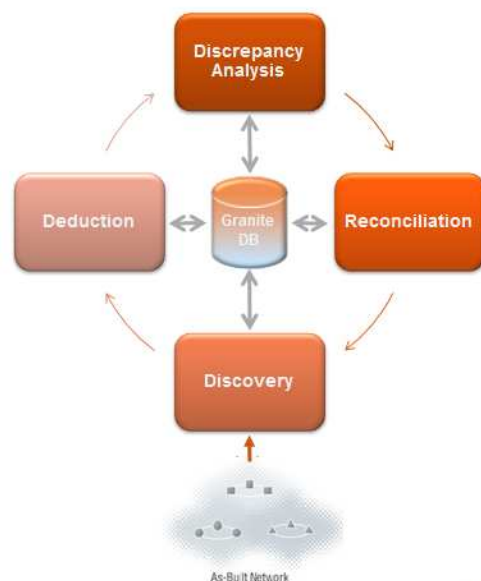 Discrepancy
Analysis
Deduction
Granite
DB
Reconciliation
Discovery
As-Built Network